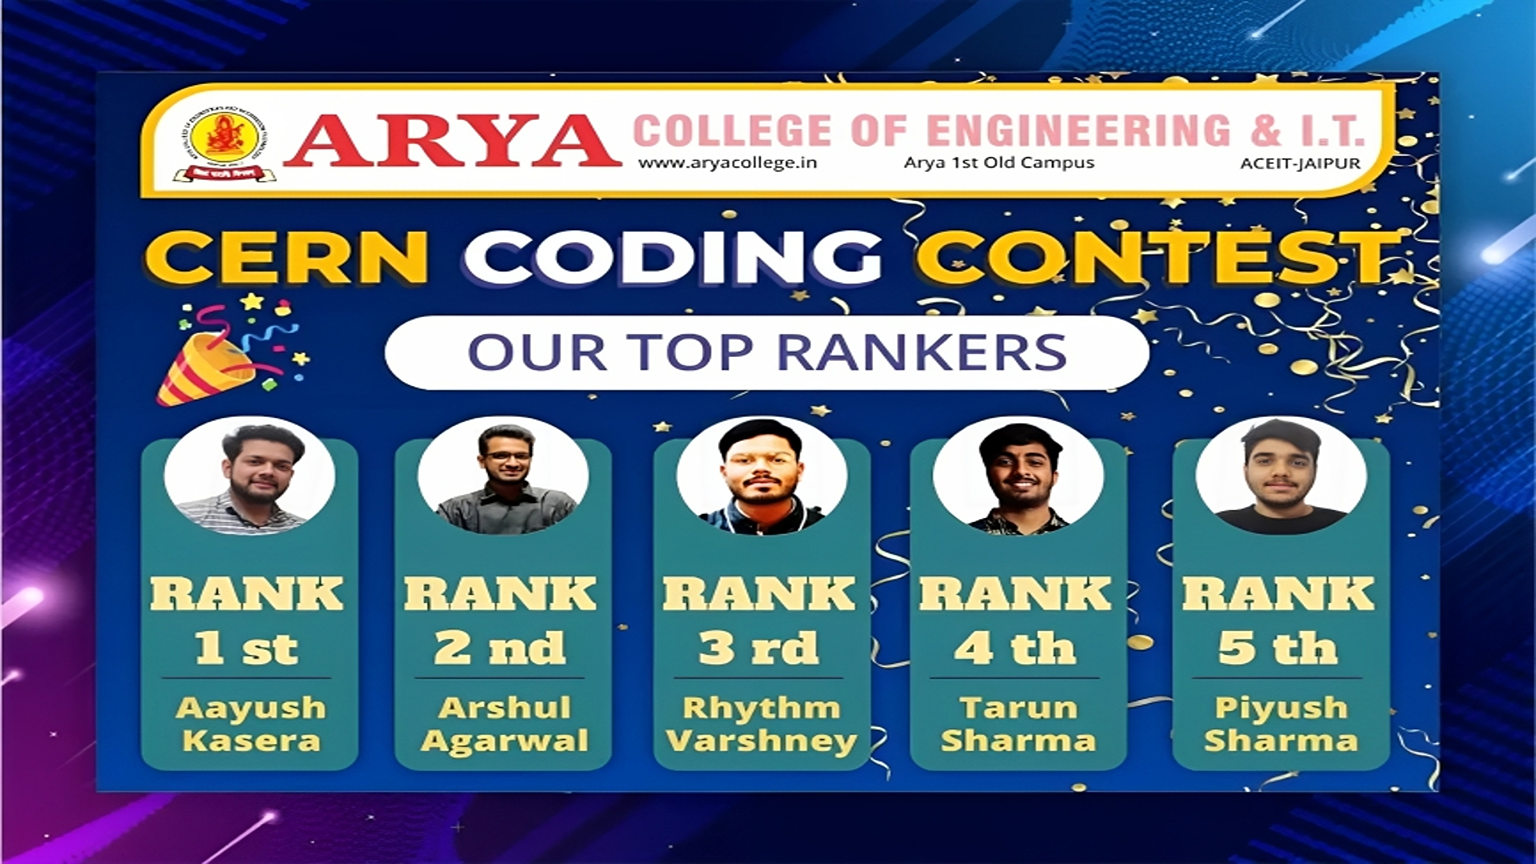 ARYA COLLEGE OF ENGINEERING & I.T.
www.aryacollege.in Arya 1st Old Campus ACEIT-JAIPUR
CERN CODING CONTEST
OUR TOP RANKERS
RANK
1 st
Aayush
Kasera
RANK
2 nd
Arshul
Agarwal
RANK
3 rd
Rhythm
Varshney
RANK
4 th
Tarun
Sharma
RANK
5 th
Piyush
Sharma